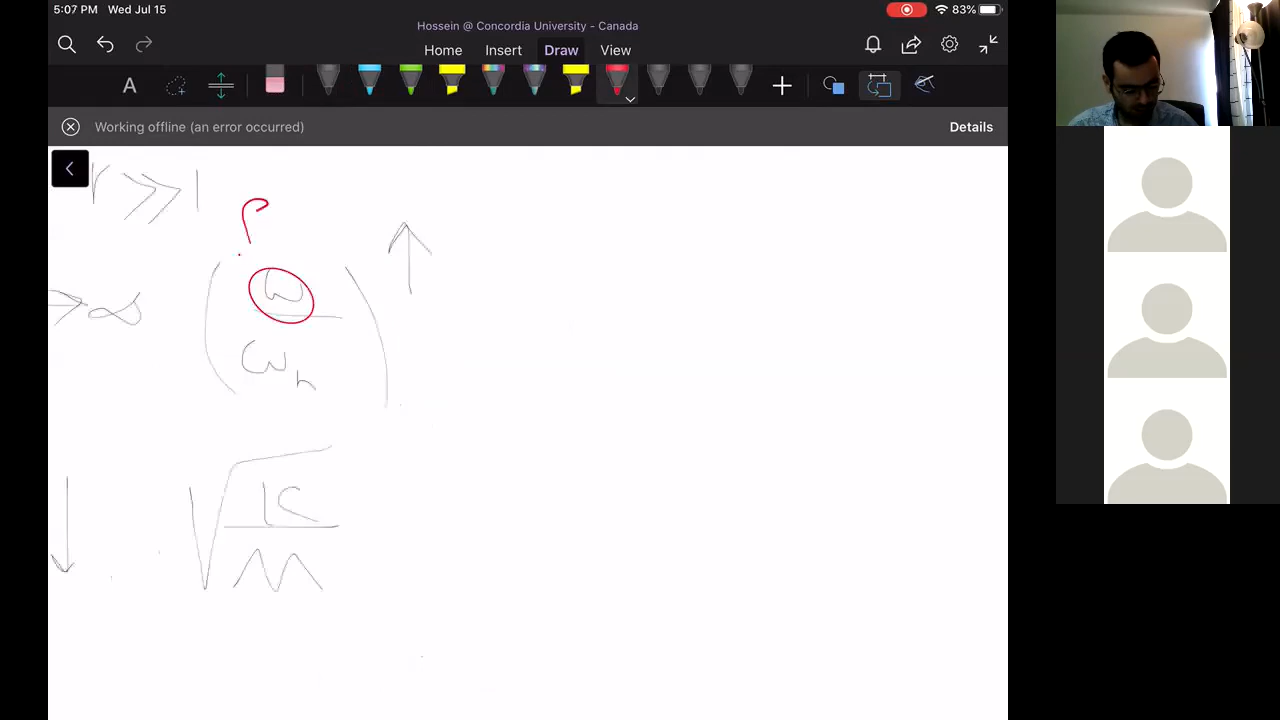 5:07 PM Wed Jul 15
83%
Hossein @ Concordia University - Canada
Home Insert Draw View
A
Working offline (an error occurred)
Details
r >> 1
?
→ ∞ ( ω / ωn ) ↑
↓ √ K / M